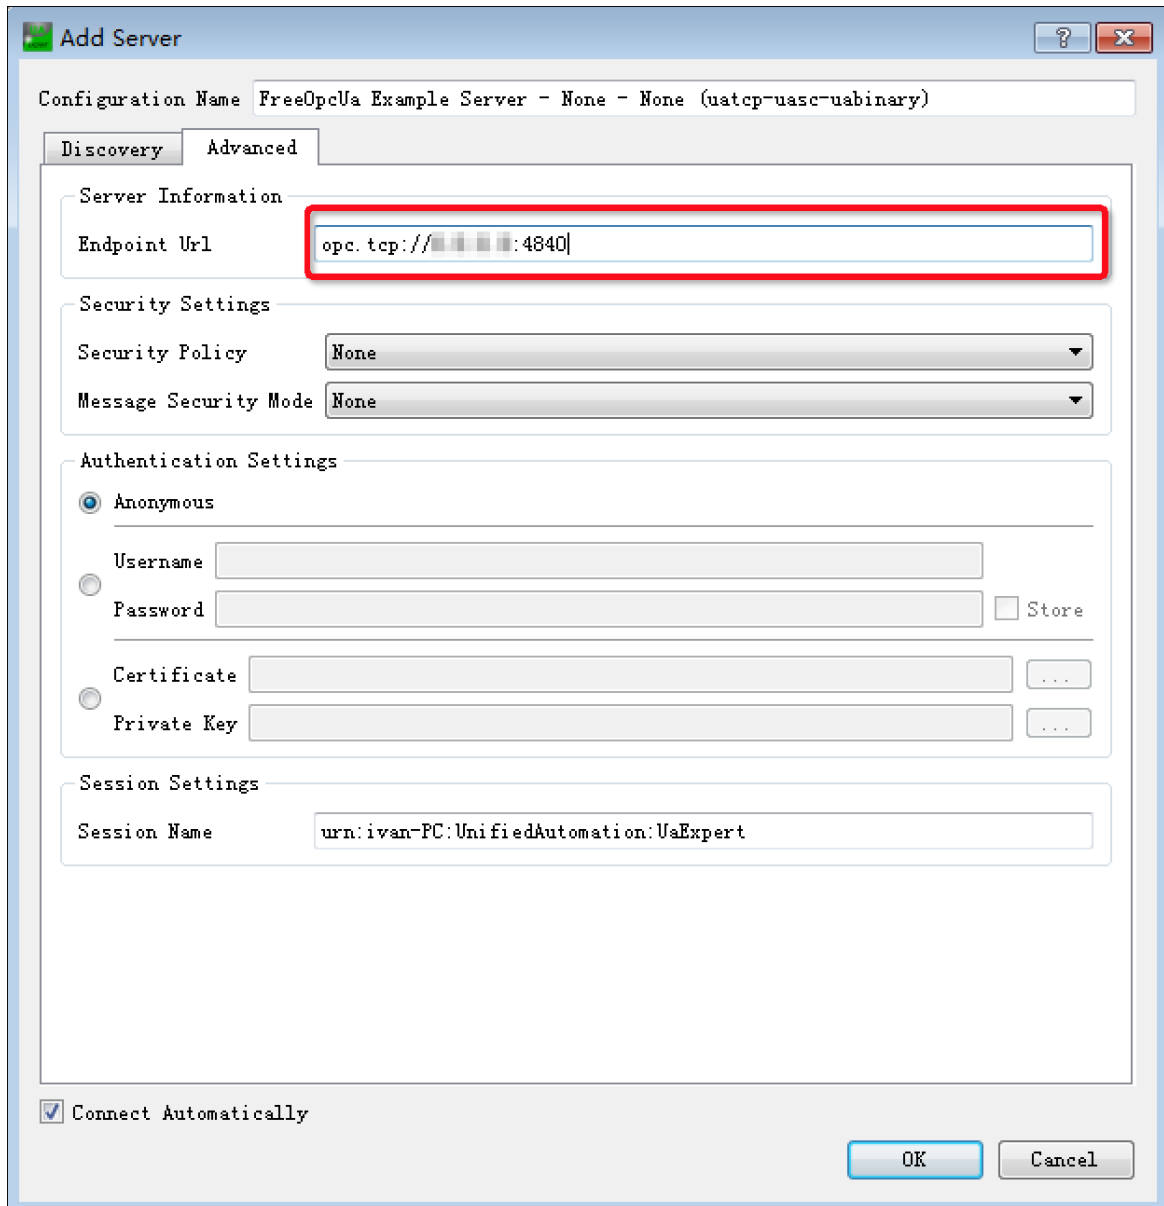 Add Server
Configuration Name FreeOpcUa Example Server - None - None (uatcp-uasc-uabinary)
Discovery Advanced
Server Information
Endpoint Url opc.tcp:// :4840
Security Settings
Security Policy None
Message Security Mode None
Authentication Settings
Anonymous
Username
Password Store
Certificate ...
Private Key ...
Session Settings
Session Name urn:ivan-PC:UnifiedAutomation:UaExpert
Connect Automatically
OK Cancel